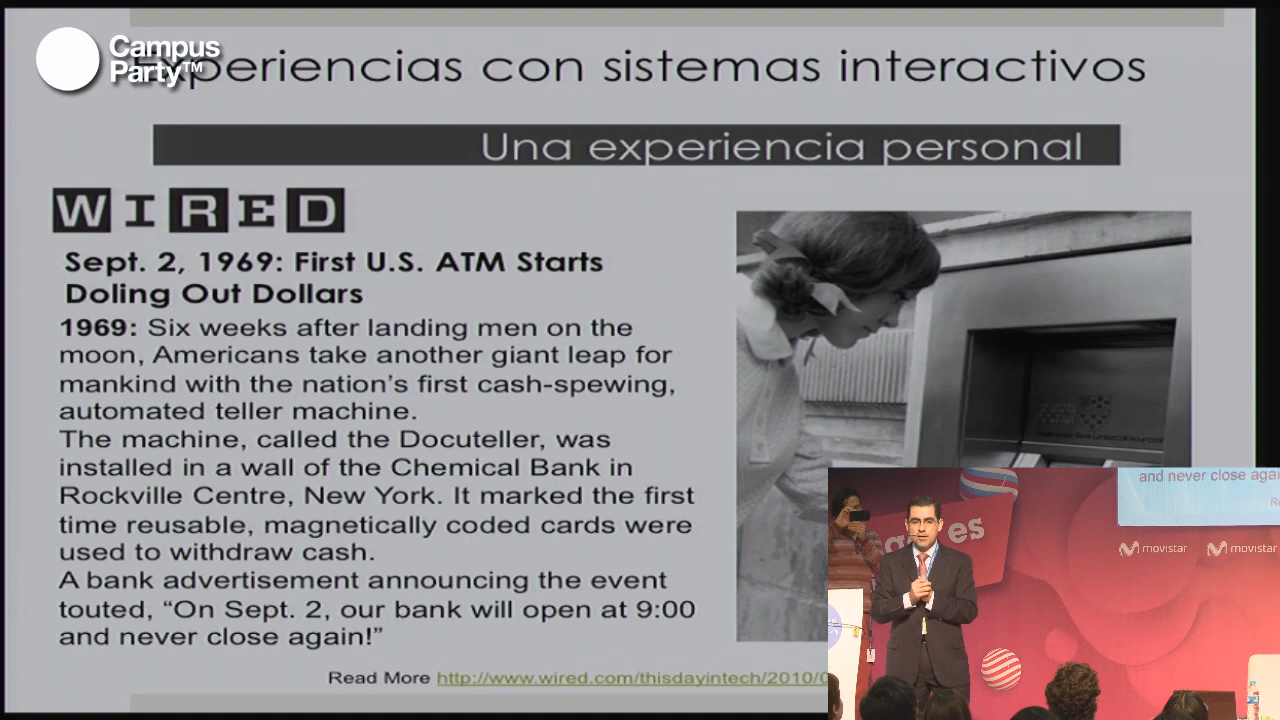 Campus
Party™
Experiencias con sistemas interactivos
Una experiencia personal
WIRED
Sept. 2, 1969: First U.S. ATM Starts
Doling Out Dollars
1969: Six weeks after landing men on the
moon, Americans take another giant leap for
mankind with the nation's first cash-spewing,
automated teller machine.
The machine, called the Docuteller, was
installed in a wall of the Chemical Bank in
Rockville Centre, New York. It marked the first
time reusable, magnetically coded cards were
used to withdraw cash.
A bank advertisement announcing the event
touted, “On Sept. 2, our bank will open at 9:00
and never close again!”
Read More http://www.wired.com/thisdayintech/2010/0
and never close agai
es
movistar movistar